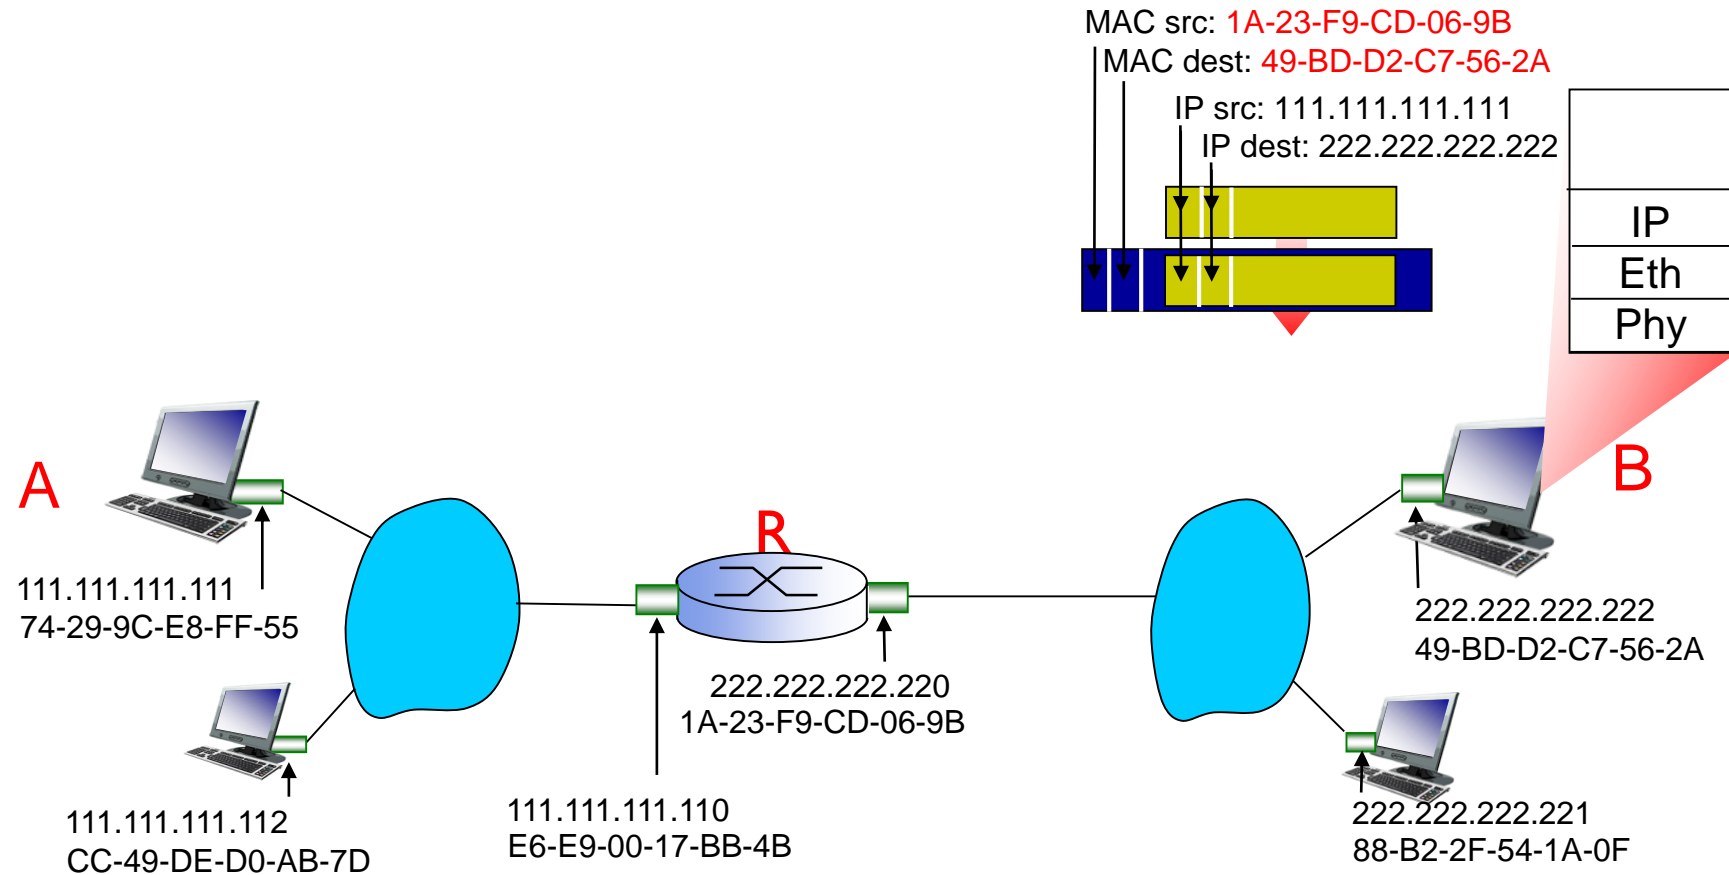 MAC src: 1A-23-F9-CD-06-9B
MAC dest: 49-BD-D2-C7-56-2A
IP src: 111.111.111.111
IP dest: 222.222.222.222
IP
Eth
Phy
A
B
R
111.111.111.111
74-29-9C-E8-FF-55
222.222.222.222
49-BD-D2-C7-56-2A
222.222.222.220
1A-23-F9-CD-06-9B
111.111.111.112
CC-49-DE-D0-AB-7D
111.111.111.110
E6-E9-00-17-BB-4B
222.222.222.221
88-B2-2F-54-1A-0F